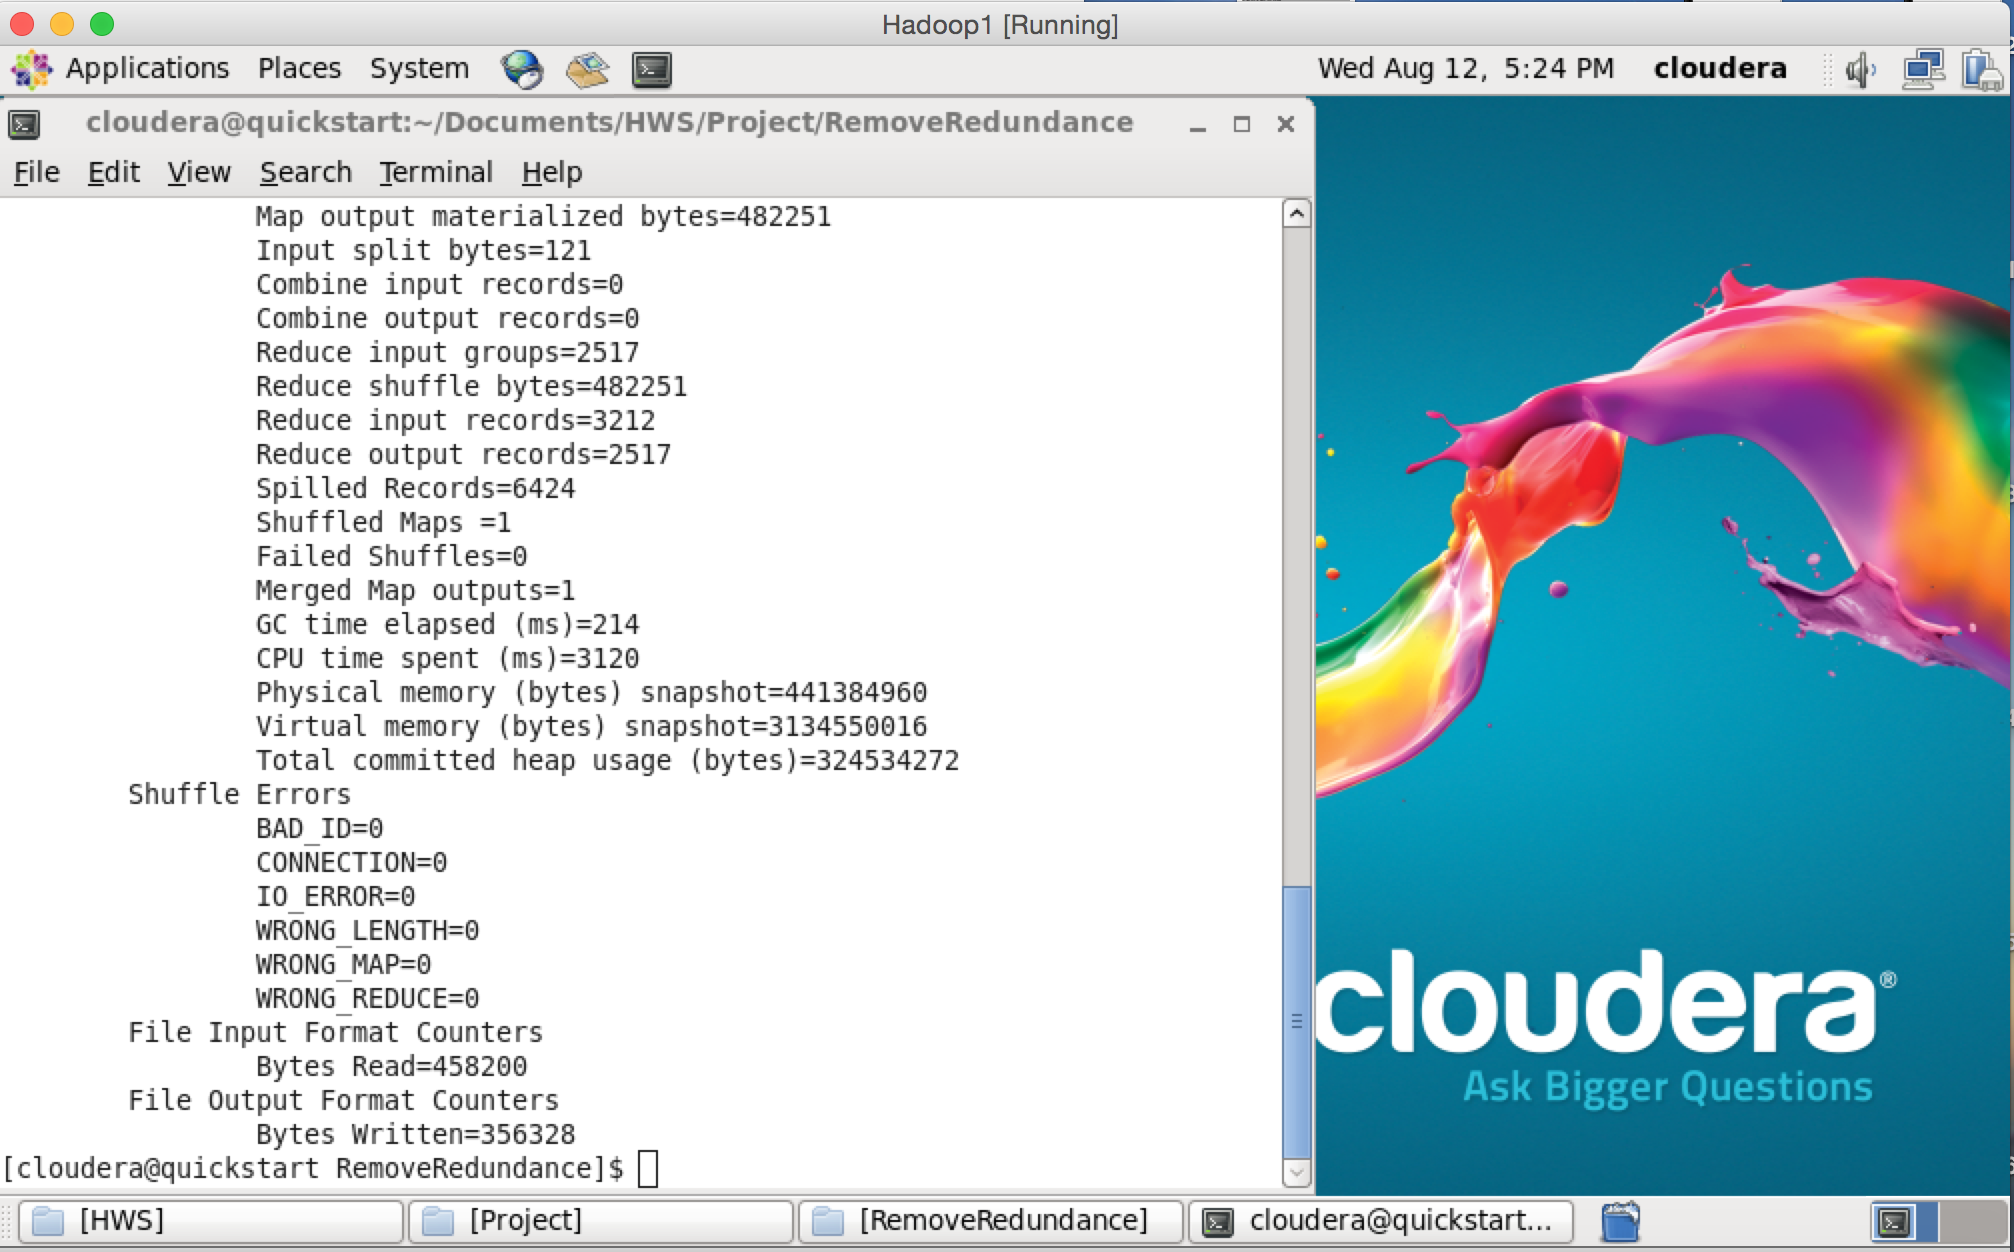 Hadoop1 [Running]
Applications Places System Wed Aug 12, 5:24 PM cloudera
cloudera@quickstart:~/Documents/HWS/Project/RemoveRedundance
File Edit View Search Terminal Help
Map output materialized bytes=482251
Input split bytes=121
Combine input records=0
Combine output records=0
Reduce input groups=2517
Reduce shuffle bytes=482251
Reduce input records=3212
Reduce output records=2517
Spilled Records=6424
Shuffled Maps =1
Failed Shuffles=0
Merged Map outputs=1
GC time elapsed (ms)=214
CPU time spent (ms)=3120
Physical memory (bytes) snapshot=441384960
Virtual memory (bytes) snapshot=3134550016
Total committed heap usage (bytes)=324534272
Shuffle Errors
BAD_ID=0
CONNECTION=0
IO_ERROR=0
WRONG_LENGTH=0
WRONG_MAP=0
WRONG_REDUCE=0
File Input Format Counters
Bytes Read=458200
File Output Format Counters
Bytes Written=356328
[cloudera@quickstart RemoveRedundance]$
cloudera®
Ask Bigger Questions
[HWS] [Project] [RemoveRedundance] cloudera@quickstart...